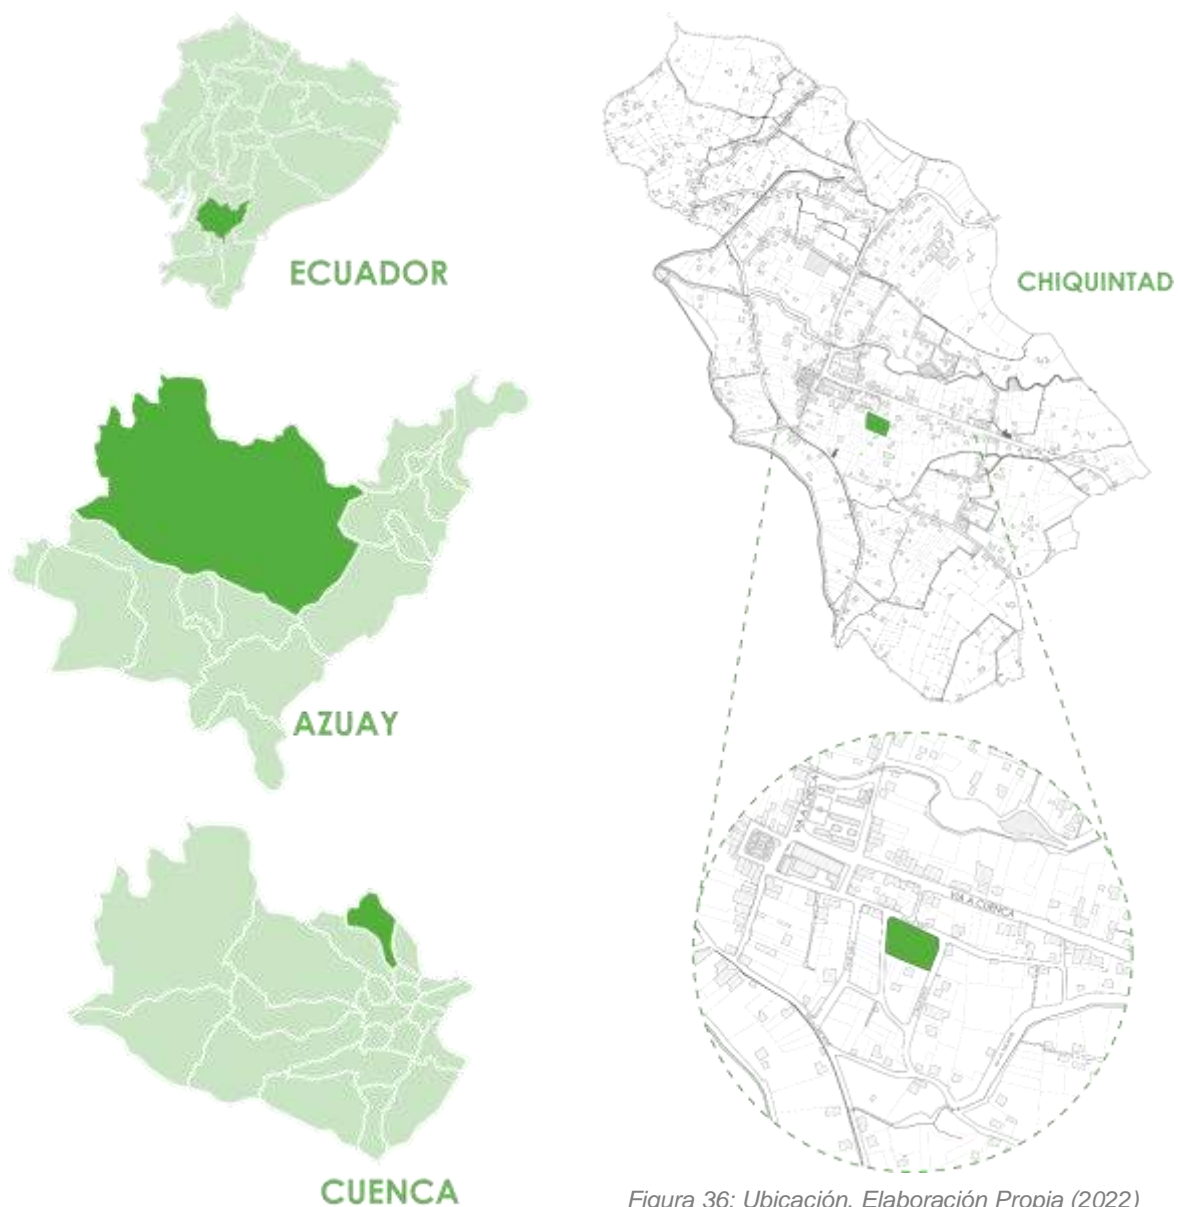 ECUADOR
CHIQUINTAD
AZUAY
VIA A CUENCA
CUENCA
Figura 36: Ubicación. Elaboración Propia (2022)